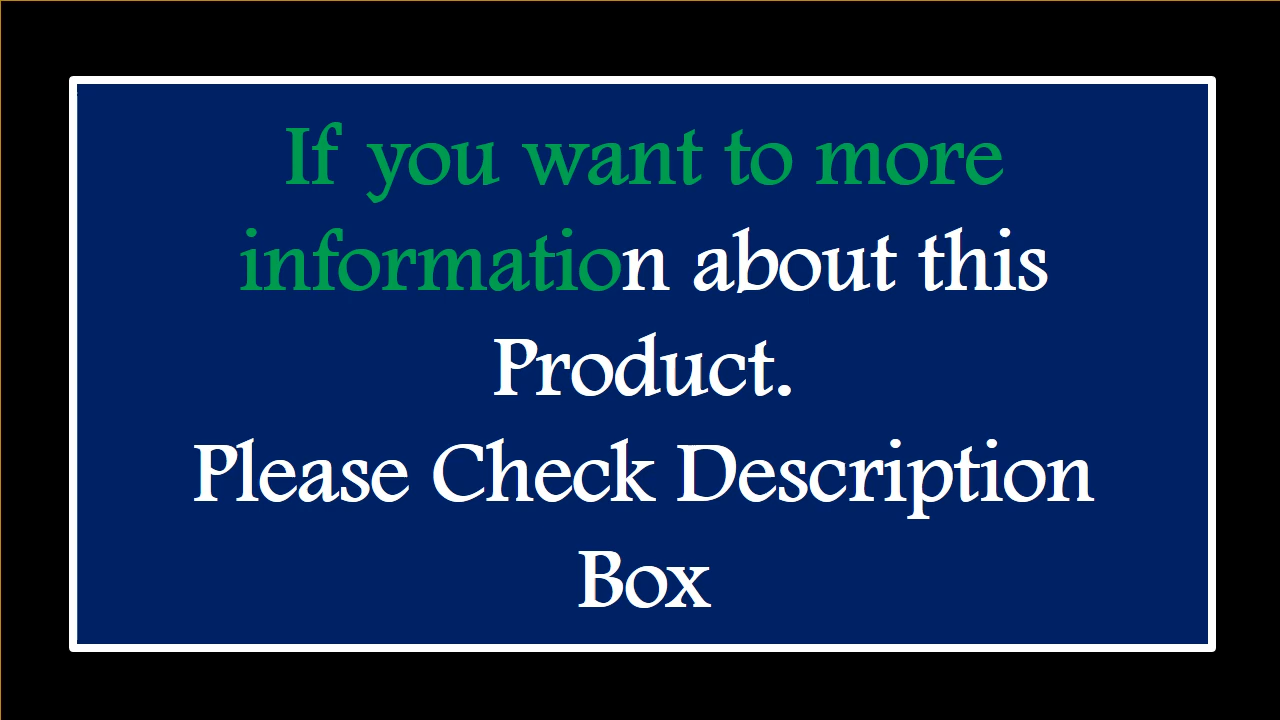 If you want to more
information about this
Product.
Please Check Description
Box